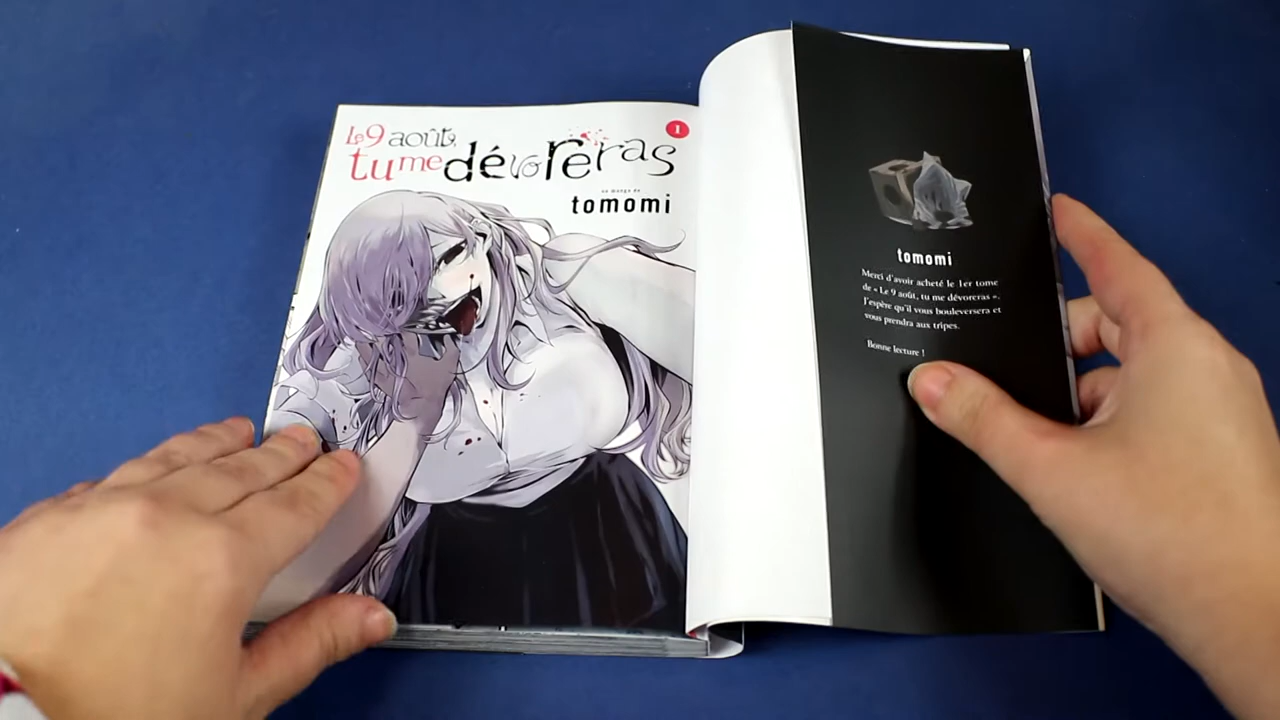 Le 9 août,
tu me dévoreras
1
un manga de
tomomi
tomomi
Merci d'avoir acheté le 1er tome
de « Le 9 août, tu me dévoreras ».
J'espère qu'il vous bouleversera et
vous prendra aux tripes.
Bonne lecture !